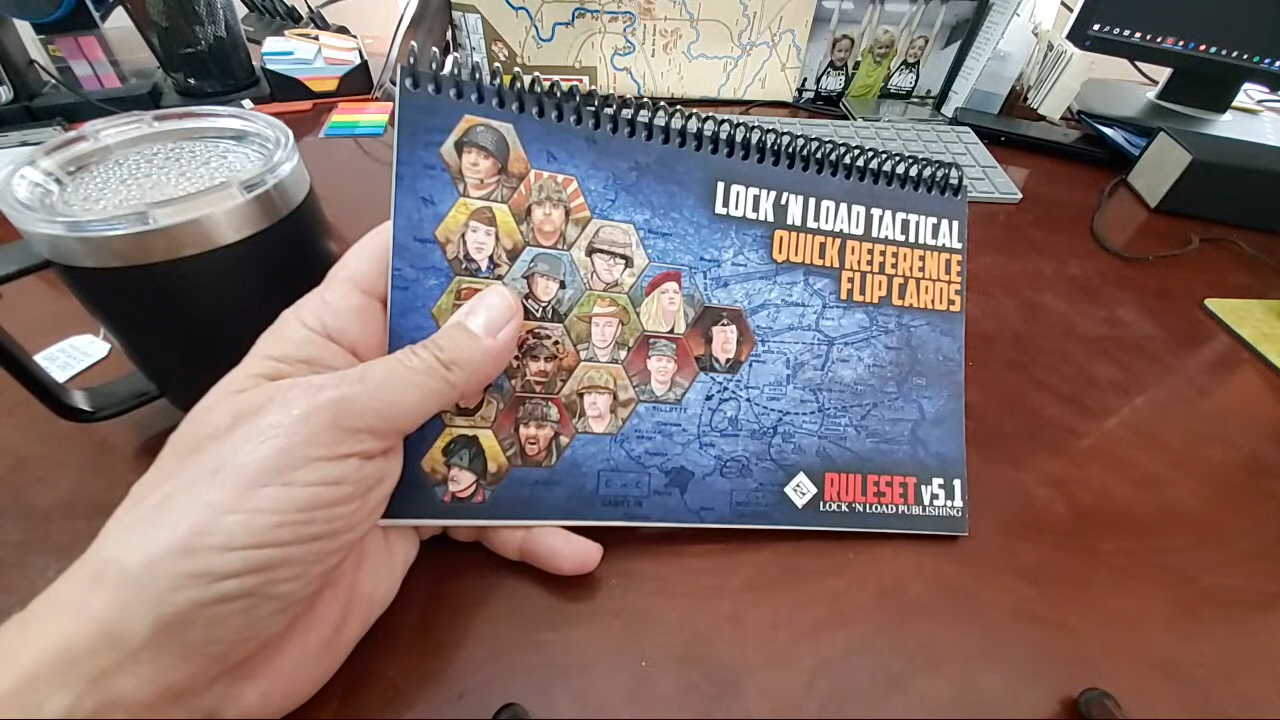 LOCK 'N LOAD TACTICAL
QUICK REFERENCE
FLIP CARDS
RULESET v5.1
LOCK 'N LOAD PUBLISHING